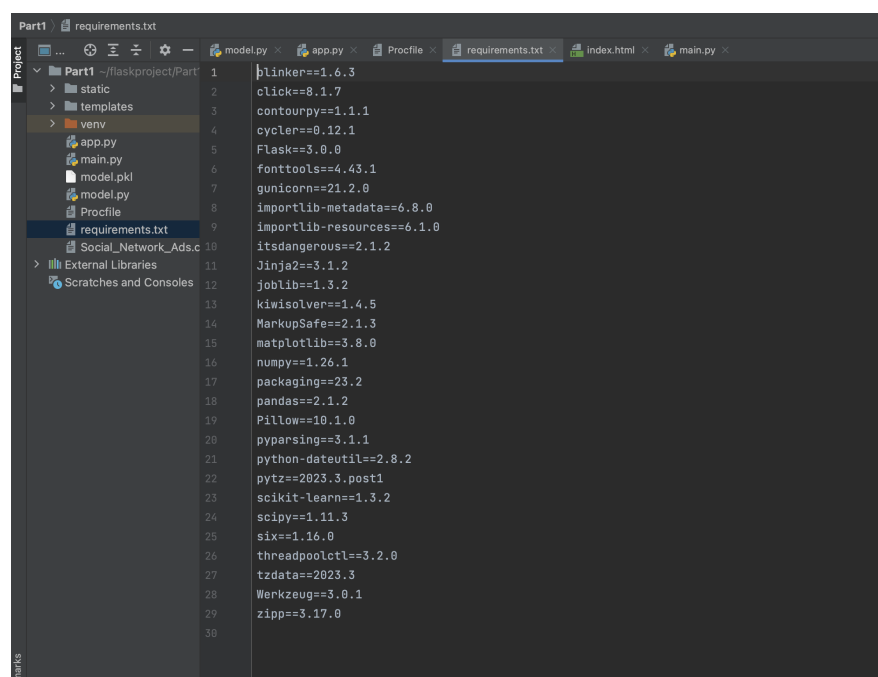 Part1 requirements.txt
Project
...
model.py
app.py
Procfile
requirements.txt
index.html
main.py
Part1 ~/flaskproject/Part
static
templates
venv
app.py
main.py
model.pkl
model.py
Procfile
requirements.txt
Social_Network_Ads.c
External Libraries
Scratches and Consoles
1 blinker==1.6.3
2 click==8.1.7
3 contourpy==1.1.1
4 cycler==0.12.1
5 Flask==3.0.0
6 fonttools==4.43.1
7 gunicorn==21.2.0
8 importlib-metadata==6.8.0
9 importlib-resources==6.1.0
10 itsdangerous==2.1.2
11 Jinja2==3.1.2
12 joblib==1.3.2
13 kiwisolver==1.4.5
14 MarkupSafe==2.1.3
15 matplotlib==3.8.0
16 numpy==1.26.1
17 packaging==23.2
18 pandas==2.1.2
19 Pillow==10.1.0
20 pyparsing==3.1.1
21 python-dateutil==2.8.2
22 pytz==2023.3.post1
23 scikit-learn==1.3.2
24 scipy==1.11.3
25 six==1.16.0
26 threadpoolctl==3.2.0
27 tzdata==2023.3
28 Werkzeug==3.0.1
29 zipp==3.17.0
30
marks